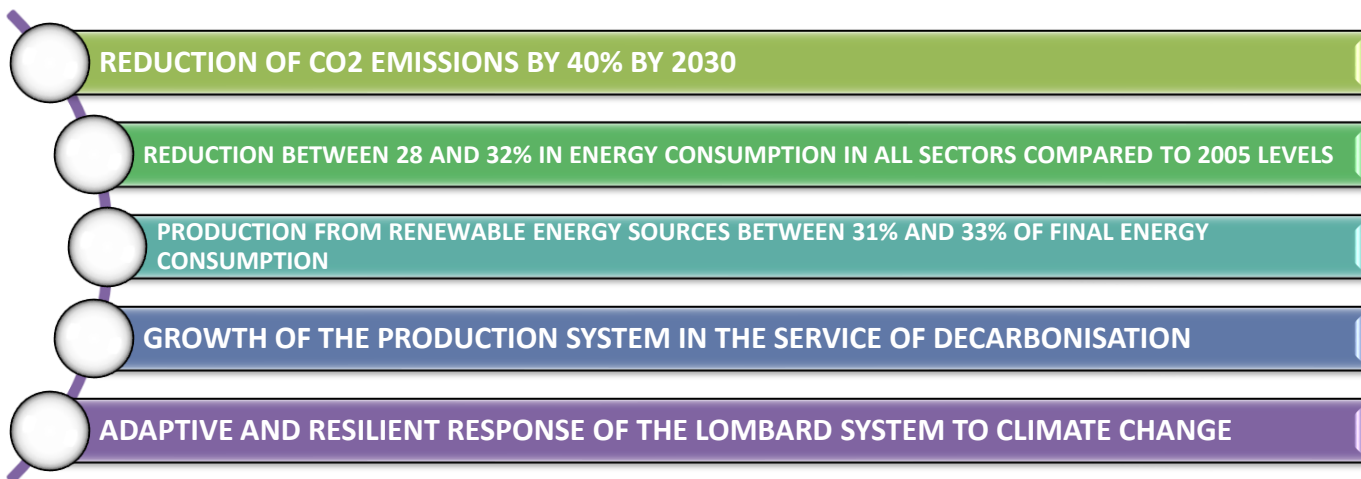 REDUCTION OF CO2 EMISSIONS BY 40% BY 2030
REDUCTION BETWEEN 28 AND 32% IN ENERGY CONSUMPTION IN ALL SECTORS COMPARED TO 2005 LEVELS
PRODUCTION FROM RENEWABLE ENERGY SOURCES BETWEEN 31% AND 33% OF FINAL ENERGY
CONSUMPTION
GROWTH OF THE PRODUCTION SYSTEM IN THE SERVICE OF DECARBONISATION
ADAPTIVE AND RESILIENT RESPONSE OF THE LOMBARD SYSTEM TO CLIMATE CHANGE